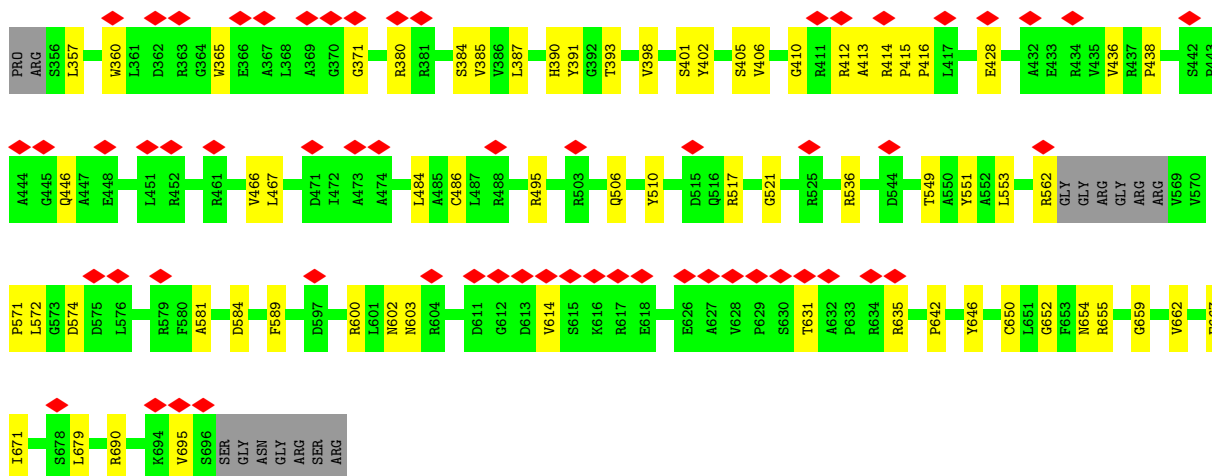 PRO ARG S356 L357 W360 L361 D362 R363 G364 W365 E366 A367 L368 A369 G370 G371 R380 R381 S384 V385 V386 L387 H390 Y391 G392 T393 V398 S401 Y402 S405 V406 G410 R411 R412 A413 R414 P415 P416 L417 E428 A432 E433 R434 V435 V436 R437 P438 S442
A444 G445 Q446 A447 E448 L451 R452 R461 V466 L467 D471 I472 A473 A474 L484 A485 C486 L487 R488 R495 R503 Q506 Y510 D515 Q516 R517 G521 R525 R536 D544 T549 A550 Y551 A552 L553 R562 GLY GLY ARG GLY ARG ARG V569 V570
P571 L572 G573 D574 D575 L576 R579 F580 A581 D584 F589 D597 R600 L601 N602 N603 R604 D611 G612 D613 V614 S615 K616 R617 E618 E626 A627 V628 P629 S630 T631 A632 P633 R634 R635 P642 Y646 C650 L651 G652 F653 N654 R655 G659 V662
I671 S678 L679 R690 K694 V695 S696 SER GLY ASN GLY ARG SER ARG